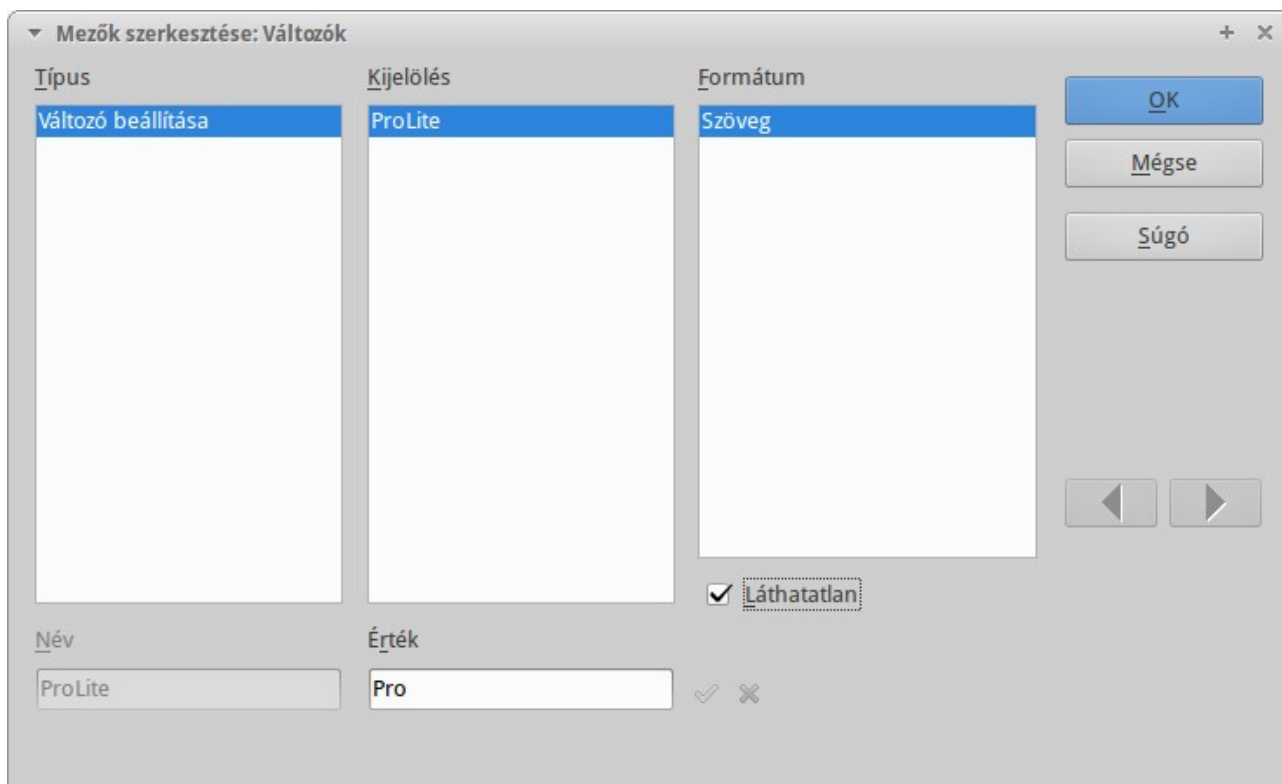 Mezők szerkesztése: Változók
Típus
Kijelölés
Formátum
Változó beállítása
ProLite
Szöveg
OK
Mégse
Súgó
Láthatatlan
Név
Érték
ProLite
Pro